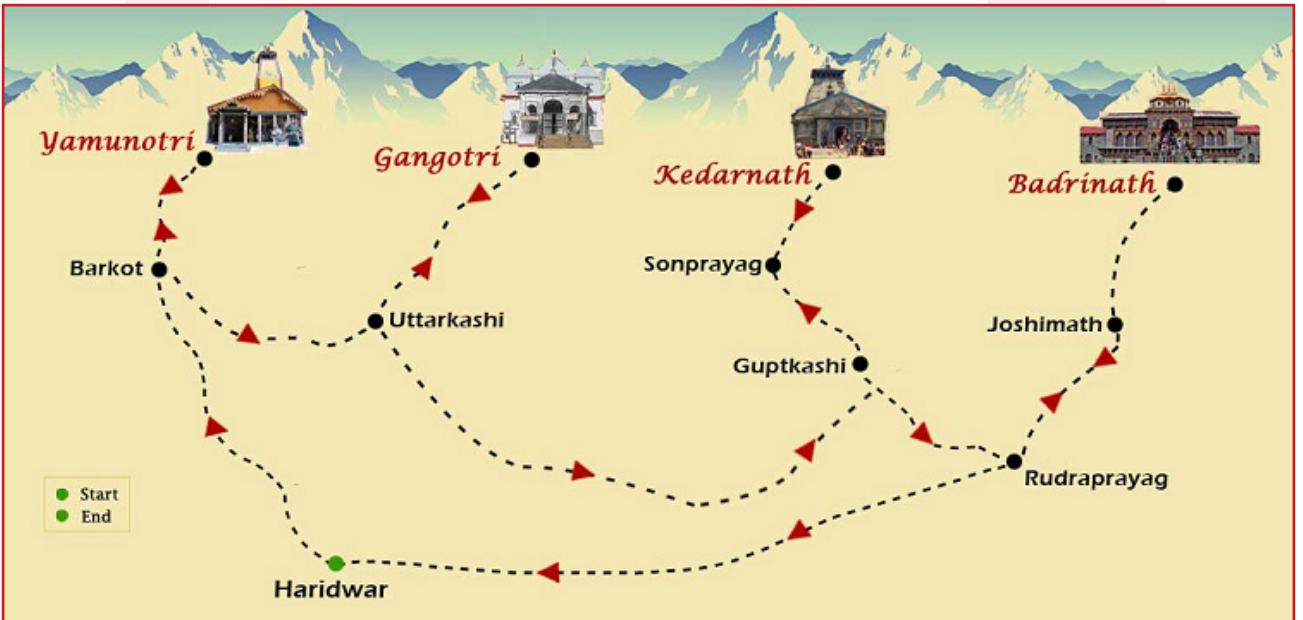 Yamunotri
Gangotri
Kedarnath
Badrinath
Barkot
Sonprayag
Uttarkashi
Joshimath
Guptkashi
Rudraprayag
Start
End
Haridwar